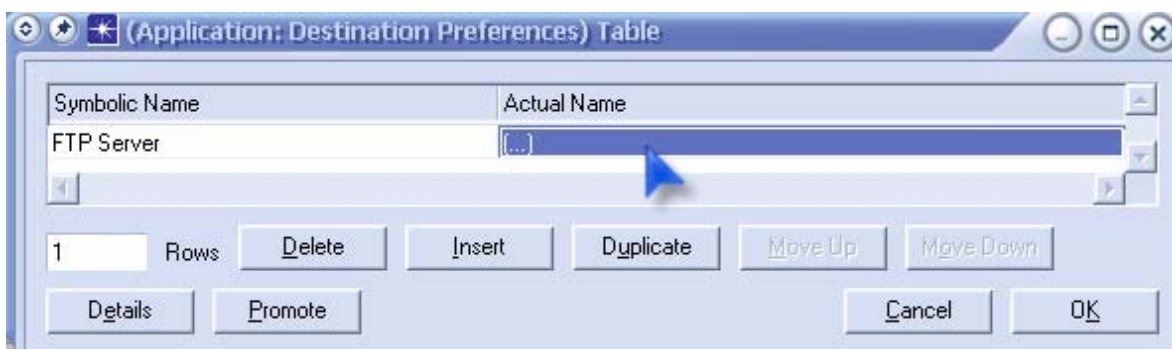 (Application: Destination Preferences) Table
Symbolic Name Actual Name
FTP Server (...)
1 Rows Delete Insert Duplicate Move Up Move Down
Details Promote Cancel OK